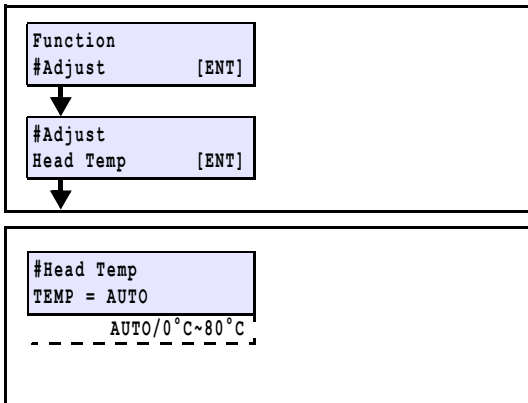 Function
#Adjust [ENT]
#Adjust
Head Temp [ENT]
#Head Temp
TEMP = AUTO
AUTO/0°C~80°C